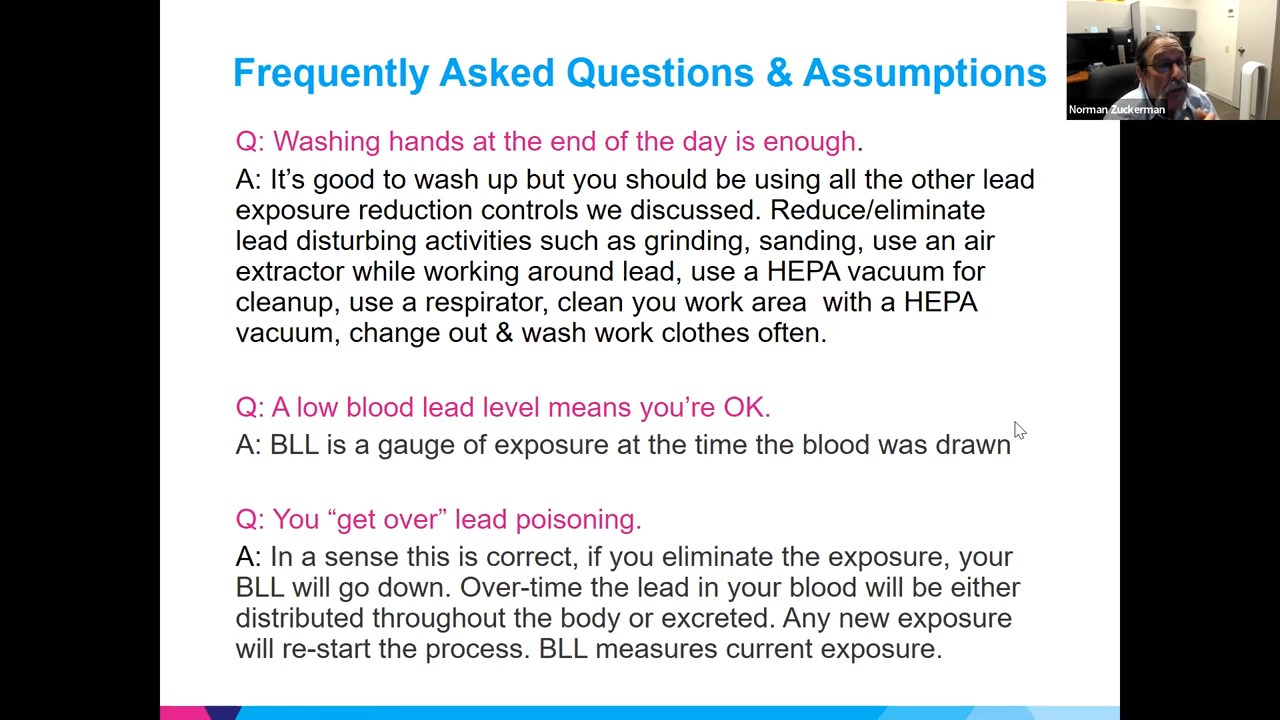 Frequently Asked Questions & Assumptions
Norman Zuckerman
Q: Washing hands at the end of the day is enough.
A: It’s good to wash up but you should be using all the other lead
exposure reduction controls we discussed. Reduce/eliminate
lead disturbing activities such as grinding, sanding, use an air
extractor while working around lead, use a HEPA vacuum for
cleanup, use a respirator, clean you work area  with a HEPA
vacuum, change out & wash work clothes often.
Q: A low blood lead level means you’re OK.
A: BLL is a gauge of exposure at the time the blood was drawn
Q: You “get over” lead poisoning.
A: In a sense this is correct, if you eliminate the exposure, your
BLL will go down. Over-time the lead in your blood will be either
distributed throughout the body or excreted. Any new exposure
will re-start the process. BLL measures current exposure.